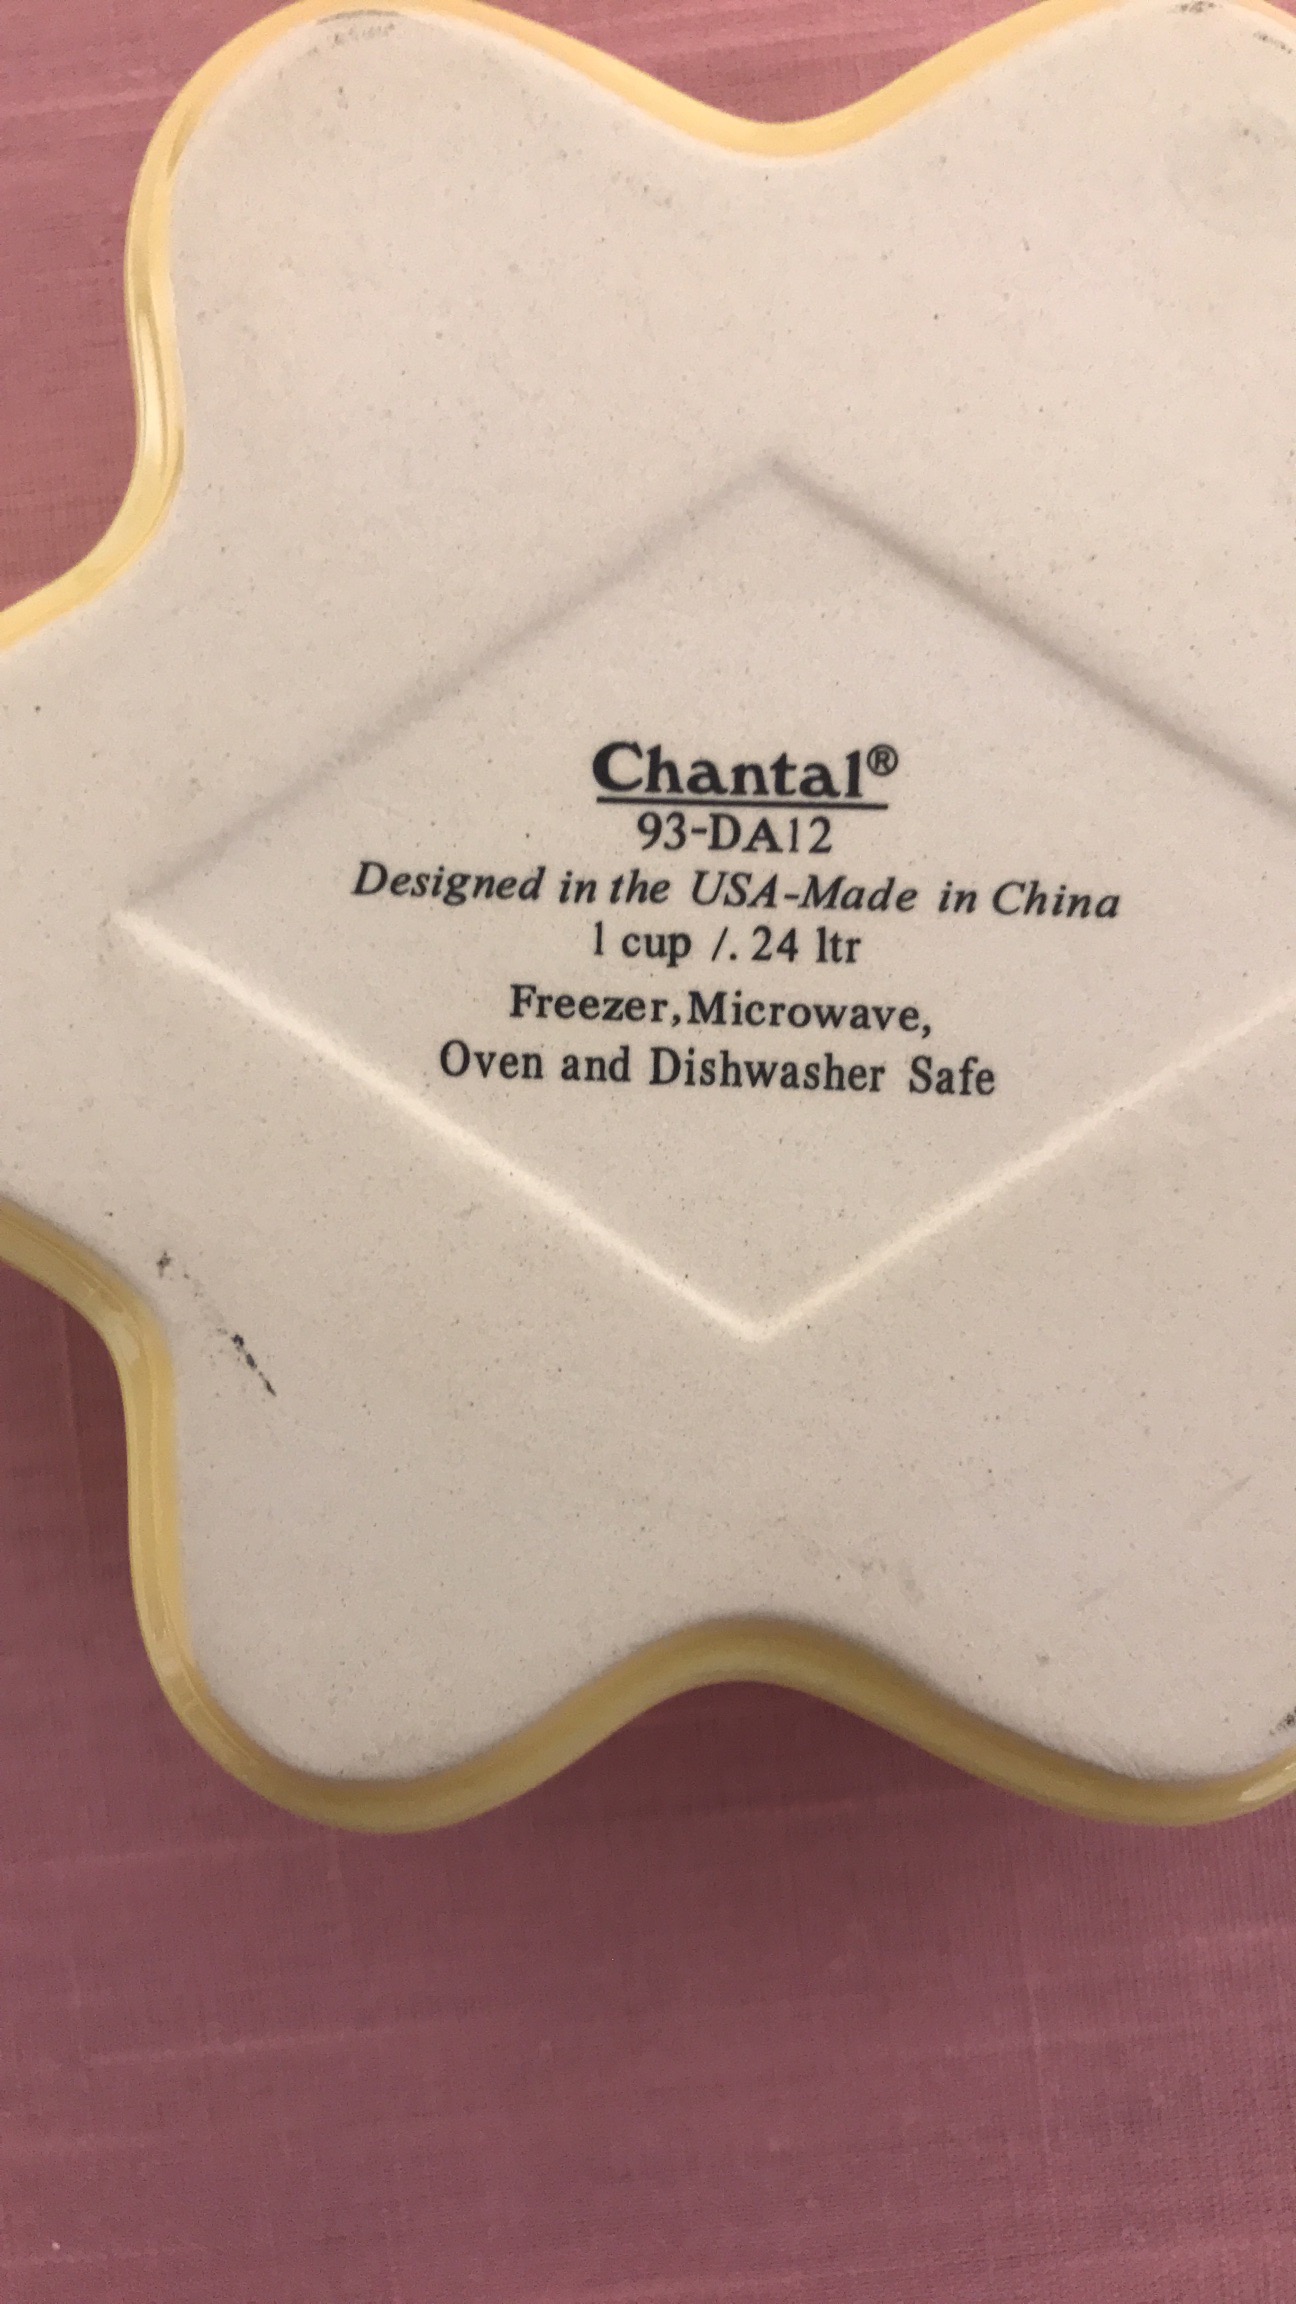 Chantal®
93-DA12
Designed in the USA-Made in China
1 cup /. 24 ltr
Freezer,Microwave,
Oven and Dishwasher Safe